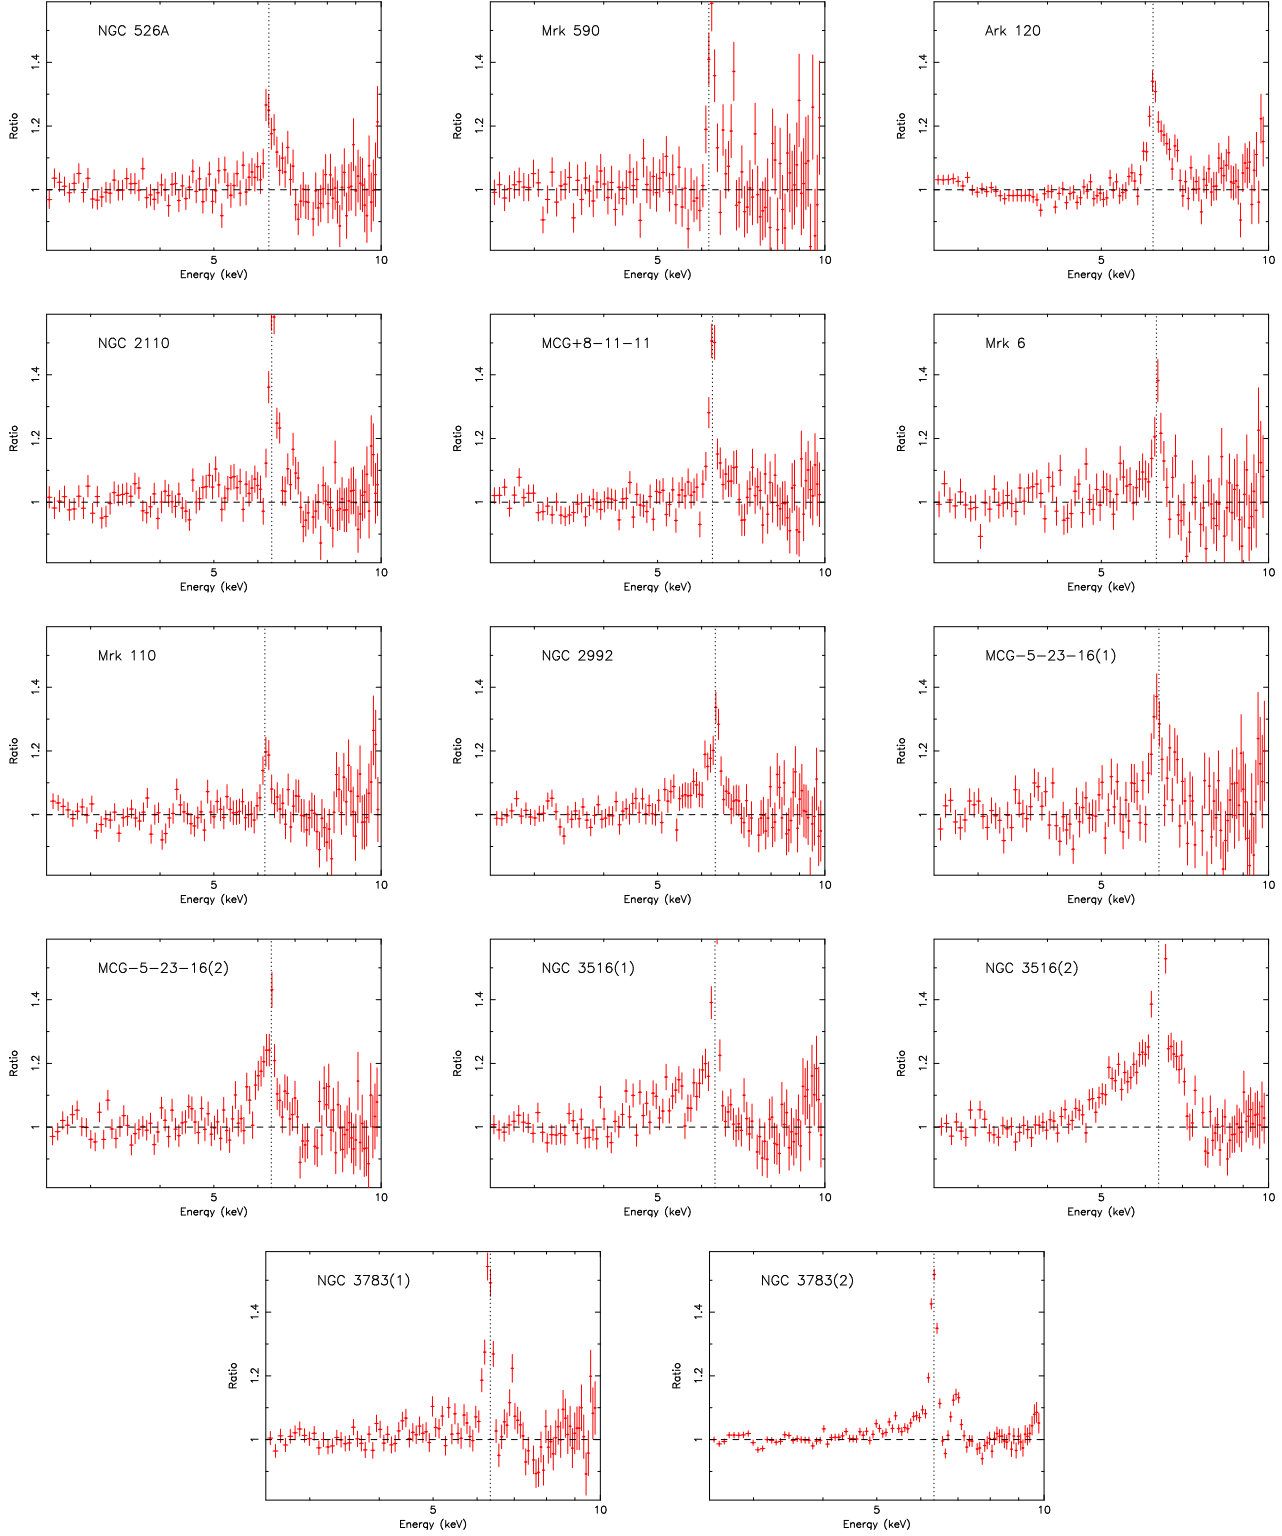 NGC 526A
Ratio
1
1.2
1.4
5
10
Energy (keV)
Mrk 590
Ratio
1
1.2
1.4
5
10
Energy (keV)
Ark 120
Ratio
1
1.2
1.4
5
10
Energy (keV)
NGC 2110
Ratio
1
1.2
1.4
5
10
Energy (keV)
MCG+8-11-11
Ratio
1
1.2
1.4
5
10
Energy (keV)
Mrk 6
Ratio
1
1.2
1.4
5
10
Energy (keV)
Mrk 110
Ratio
1
1.2
1.4
5
10
Energy (keV)
NGC 2992
Ratio
1
1.2
1.4
5
10
Energy (keV)
MCG-5-23-16(1)
Ratio
1
1.2
1.4
5
10
Energy (keV)
MCG-5-23-16(2)
Ratio
1
1.2
1.4
5
10
Energy (keV)
NGC 3516(1)
Ratio
1
1.2
1.4
5
10
Energy (keV)
NGC 3516(2)
Ratio
1
1.2
1.4
5
10
Energy (keV)
NGC 3783(1)
Ratio
1
1.2
1.4
5
10
Energy (keV)
NGC 3783(2)
Ratio
1
1.2
1.4
5
10
Energy (keV)